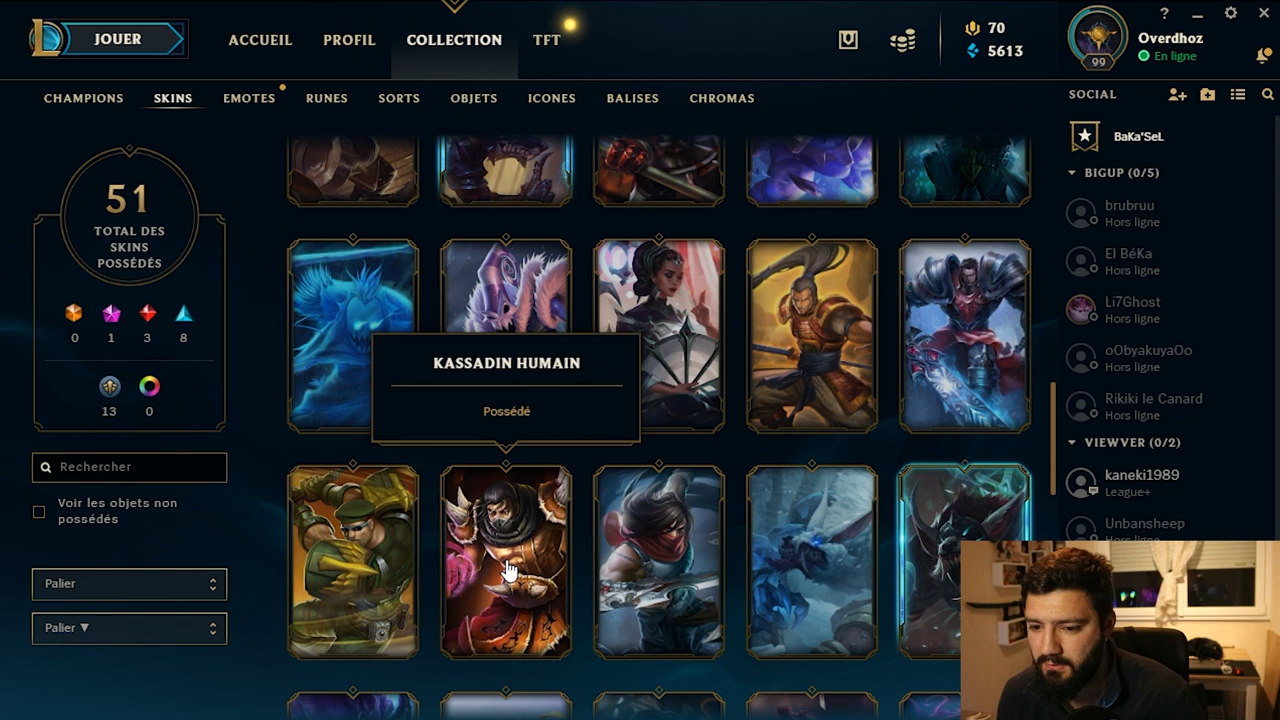 JOUER
ACCUEIL
PROFIL
COLLECTION
TFT
70
5613
99
Overdhoz
En ligne
CHAMPIONS
SKINS
EMOTES
RUNES
SORTS
OBJETS
ICONES
BALISES
CHROMAS
51
TOTAL DES
SKINS
POSSÉDÉS
0
1
3
8
13
0
Rechercher
Voir les objets non
possédés
Palier
Palier ▼
KASSADIN HUMAIN
Possédé
SOCIAL
BaKa'SeL
BIGUP (0/5)
brubruu
Hors ligne
El BéKa
Hors ligne
Li7Ghost
Hors ligne
oObyakuyaOo
Hors ligne
Rikiki le Canard
Hors ligne
VIEWVER (0/2)
kaneki1989
League+
Unbansheep
Hors ligne